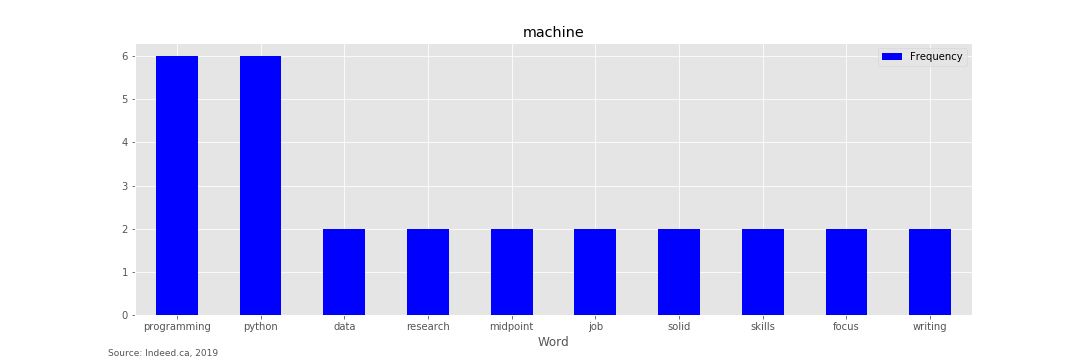 machine
Frequency
6
5
4
3
2
1
0
programming python data research midpoint job solid skills focus writing
Word
Source: Indeed.ca, 2019